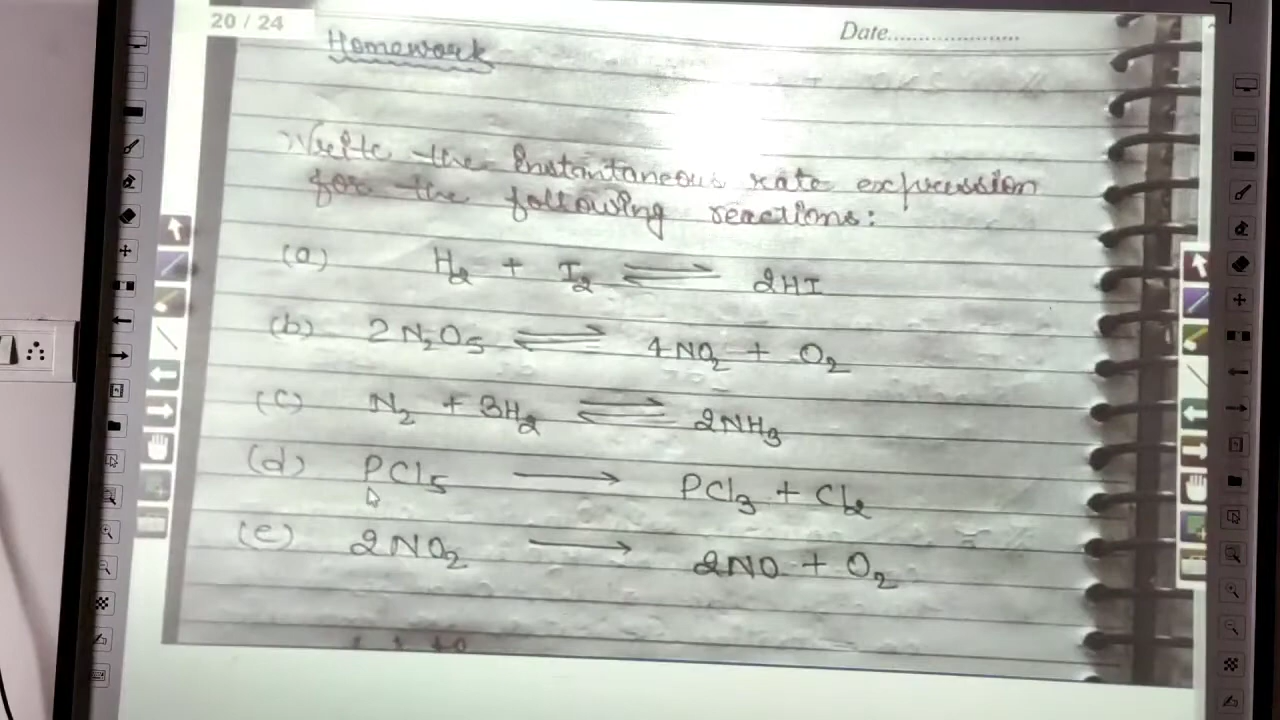 20 / 24
Date....................
Homework
Write the Instantaneous rate expression
for the following reactions:
(a) H₂ + I₂ ⇌ 2HI
(b) 2N₂O₅ ⇌ 4NO₂ + O₂
(c) N₂ + 3H₂ ⇌ 2NH₃
(d) PCl₅ → PCl₃ + Cl₂
(e) 2NO₂ → 2NO + O₂